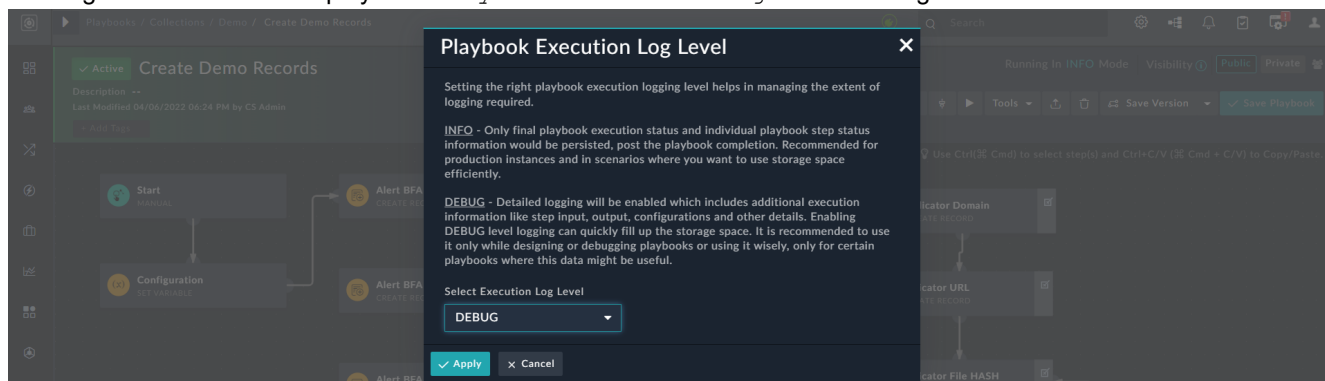 Playbooks / Collections / Demo / Create Demo Records
Search
Active Create Demo Records
Description --
Last Modified 04/06/2022 06:24 PM by CS Admin
+ Add Tags
Running In INFO Mode Visibility Public Private
Tools Save Version Save Playbook
Use Ctrl(⌘ Cmd) to select step(s) and Ctrl+C/V (⌘ Cmd + C/V) to Copy/Paste.
Start
MANUAL
Configuration
SET VARIABLE
Alert BFA
CREATE REC
Alert BFA
CREATE REC
Alert BFA
Playbook Execution Log Level
Setting the right playbook execution logging level helps in managing the extent of
logging required.
INFO - Only final playbook execution status and individual playbook step status
information would be persisted, post the playbook completion. Recommended for
production instances and in scenarios where you want to use storage space
efficiently.
DEBUG - Detailed logging will be enabled which includes additional execution
information like step input, output, configurations and other details. Enabling
DEBUG level logging can quickly fill up the storage space. It is recommended to use
it only while designing or debugging playbooks or using it wisely, only for certain
playbooks where this data might be useful.
Select Execution Log Level
DEBUG
Apply
× Cancel
icator Domain
ATE RECORD
icator URL
ATE RECORD
icator File HASH